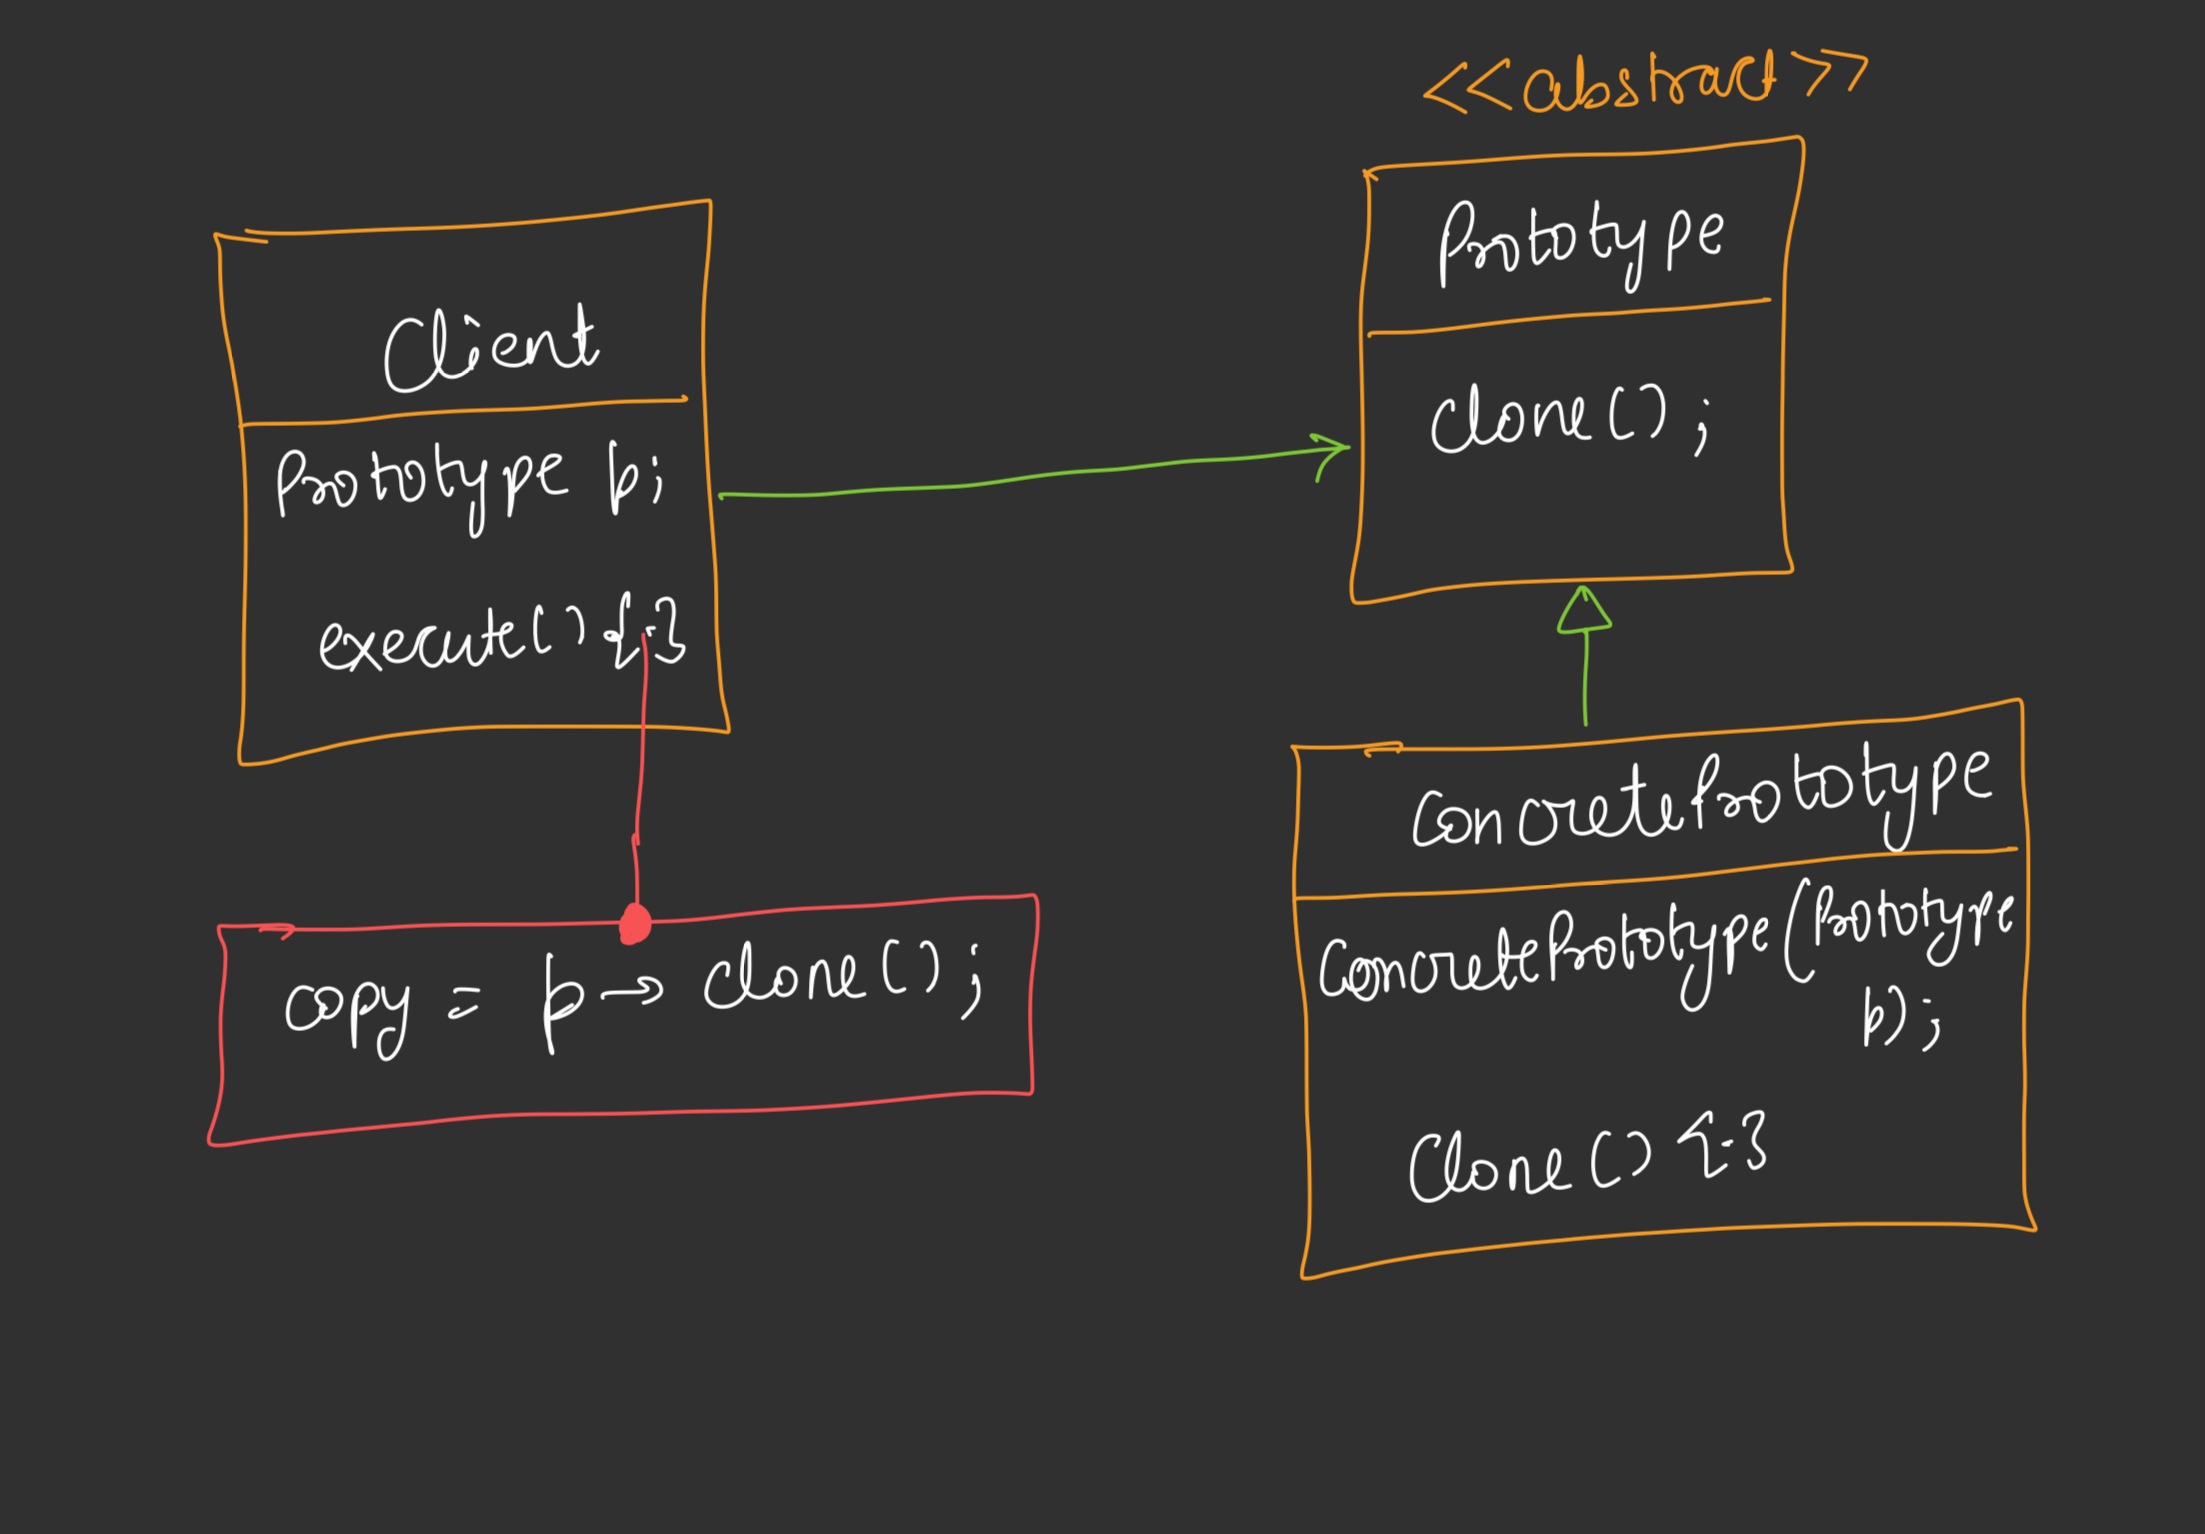 <<abstract>>
Prototype
clone();
Client
Prototype p;
execute() {-}
copy = p -> clone();
ConcretePrototype
ConcretePrototype(Prototype
p);
Clone() {-}